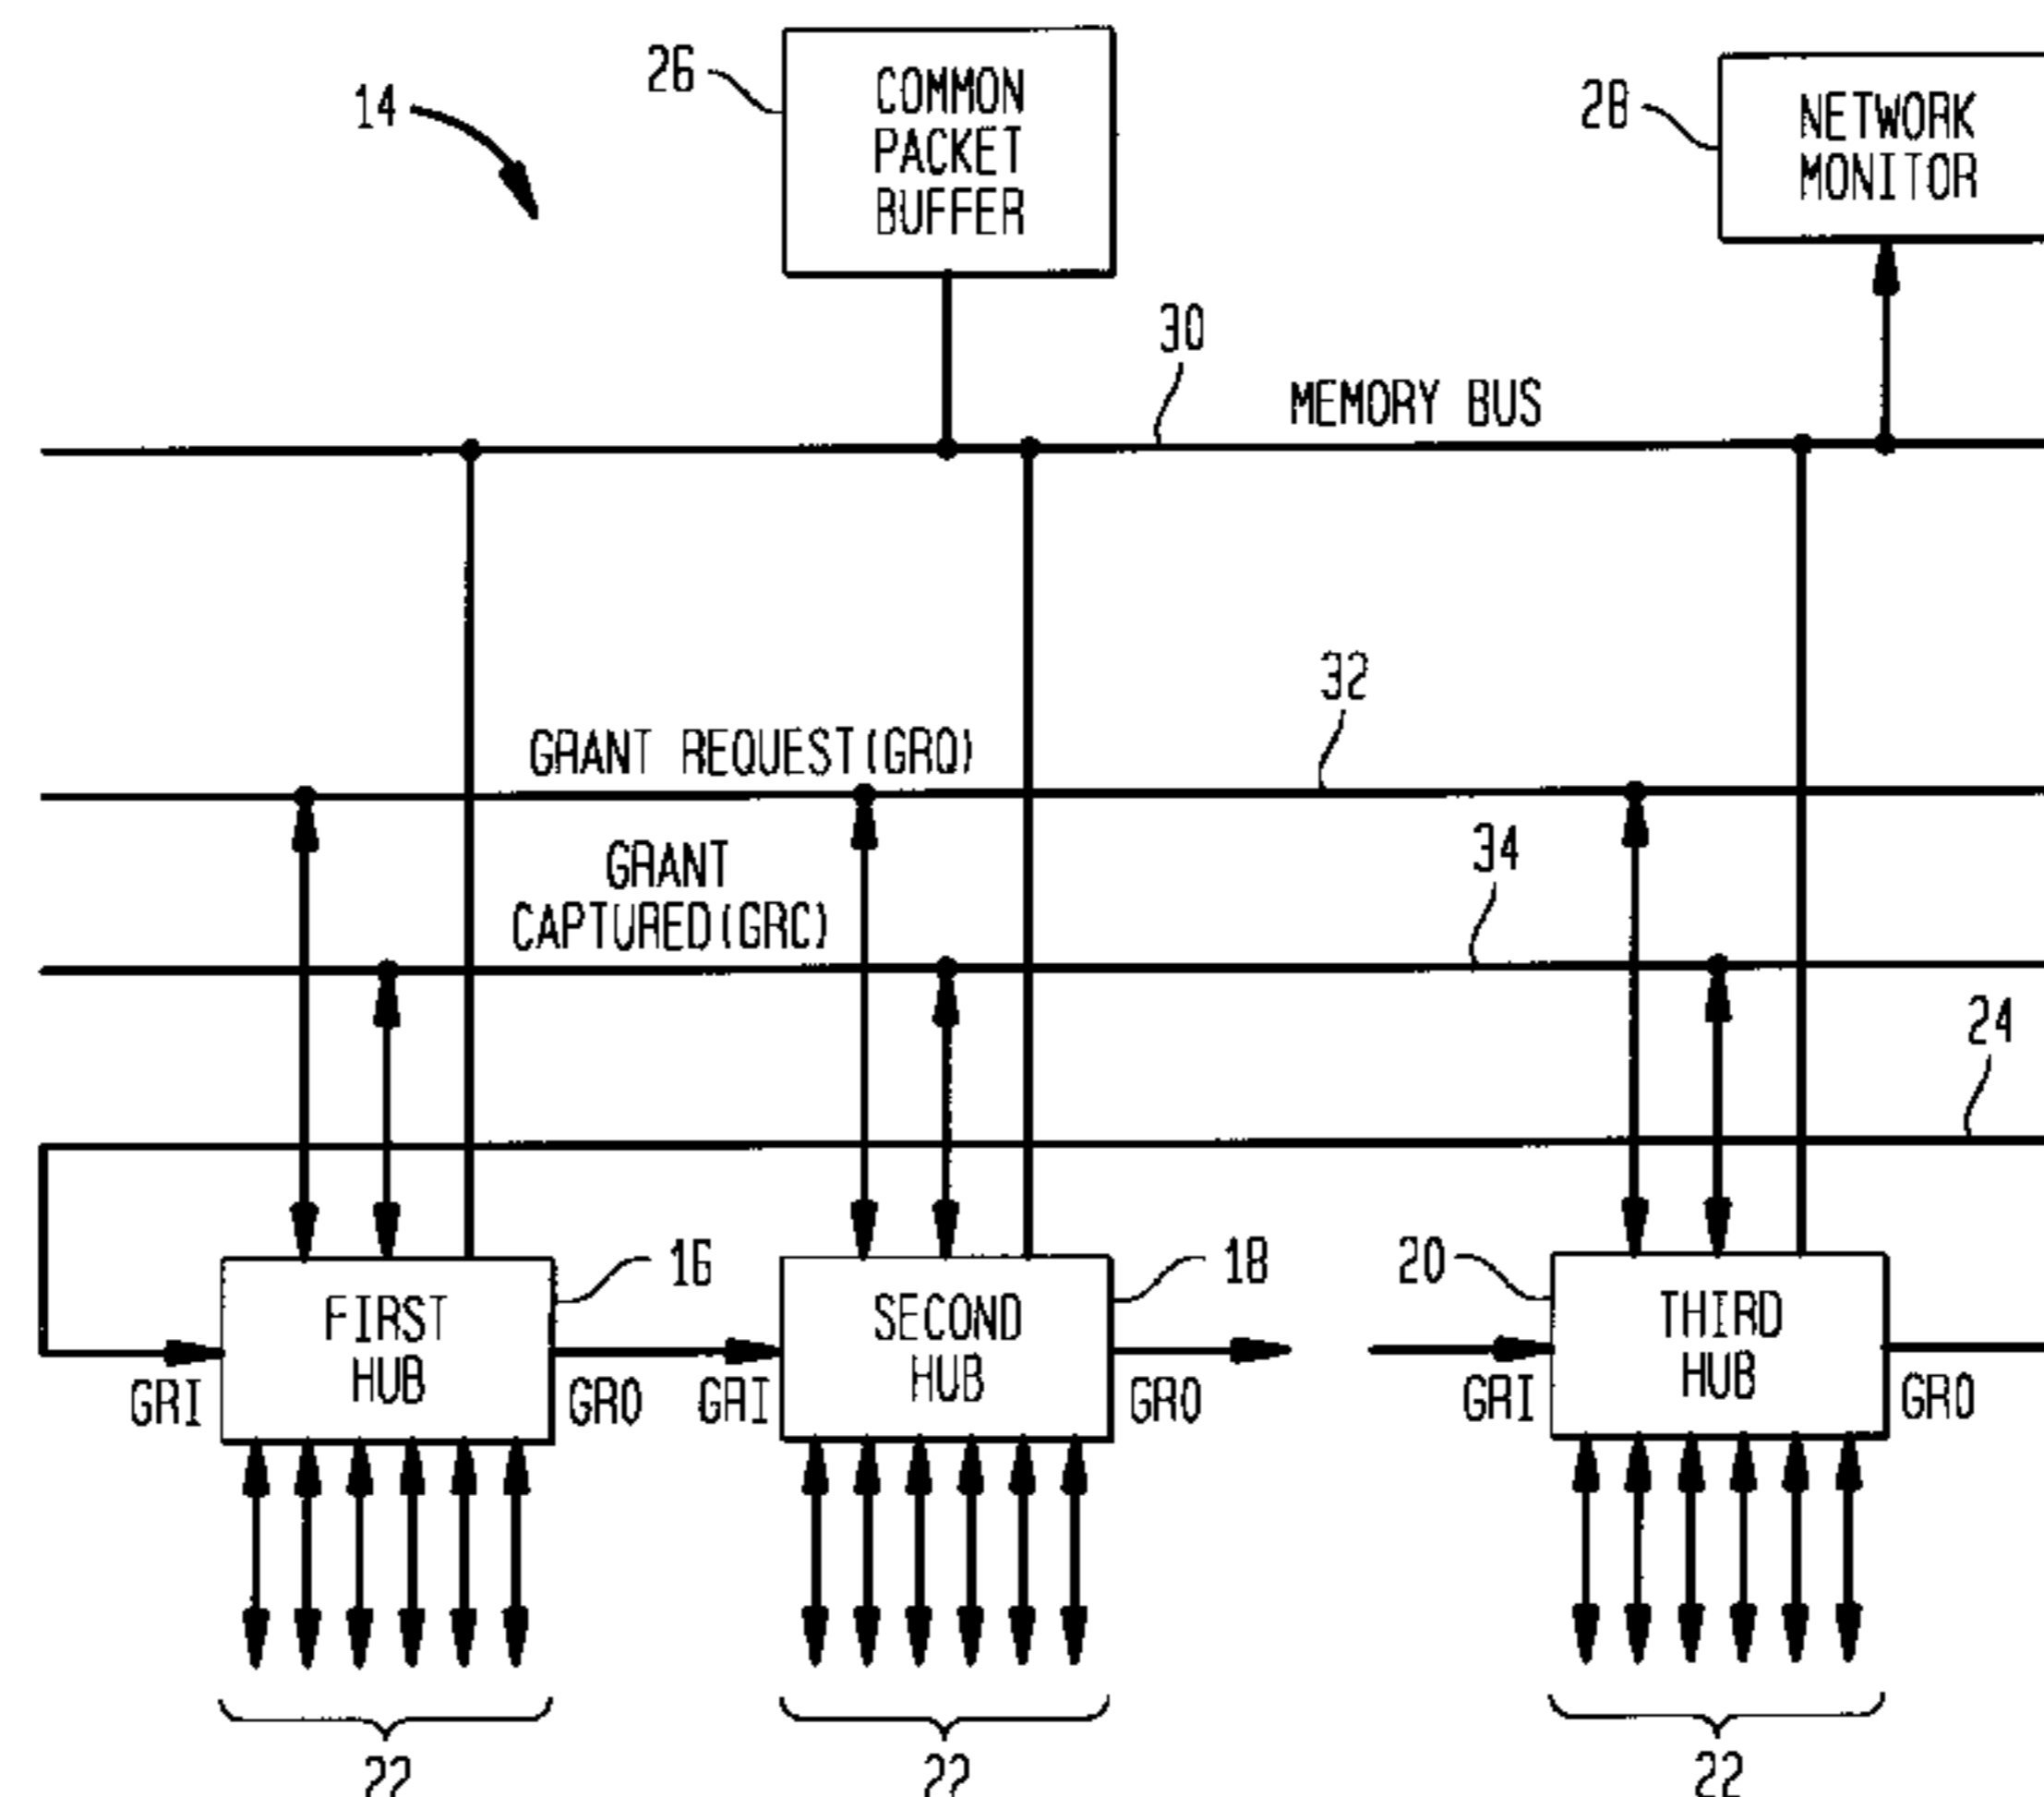 14
26
COMMON
PACKET
BUFFER
28
NETWORK
MONITOR
30
MEMORY BUS
32
GRANT REQUEST(GRQ)
34
GRANT
CAPTURED(GRC)
24
16
18
20
FIRST
HUB
SECOND
HUB
THIRD
HUB
GRI
GRO
GRI
GRO
GRI
GRO
22
22
22